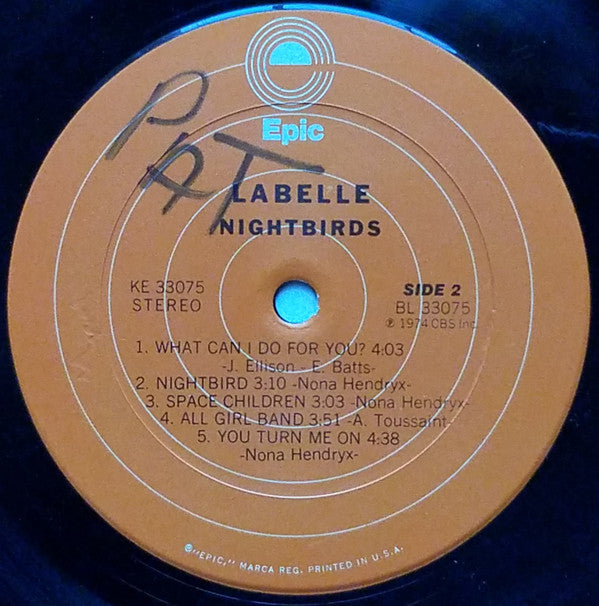 Epic
PAT
LABELLE
NIGHTBIRDS
KE 33075
STEREO
SIDE 2
BL 33075
℗ 1974 CBS Inc.
1. WHAT CAN I DO FOR YOU? 4:03
-J. Ellison - E. Batts-
2. NIGHTBIRD 3:10 -Nona Hendryx-
3. SPACE CHILDREN 3:03 -Nona Hendryx-
4. ALL GIRL BAND 3:51 -A. Toussaint-
5. YOU TURN ME ON 4:38
-Nona Hendryx-
®"EPIC," MARCA REG. PRINTED IN U.S.A.